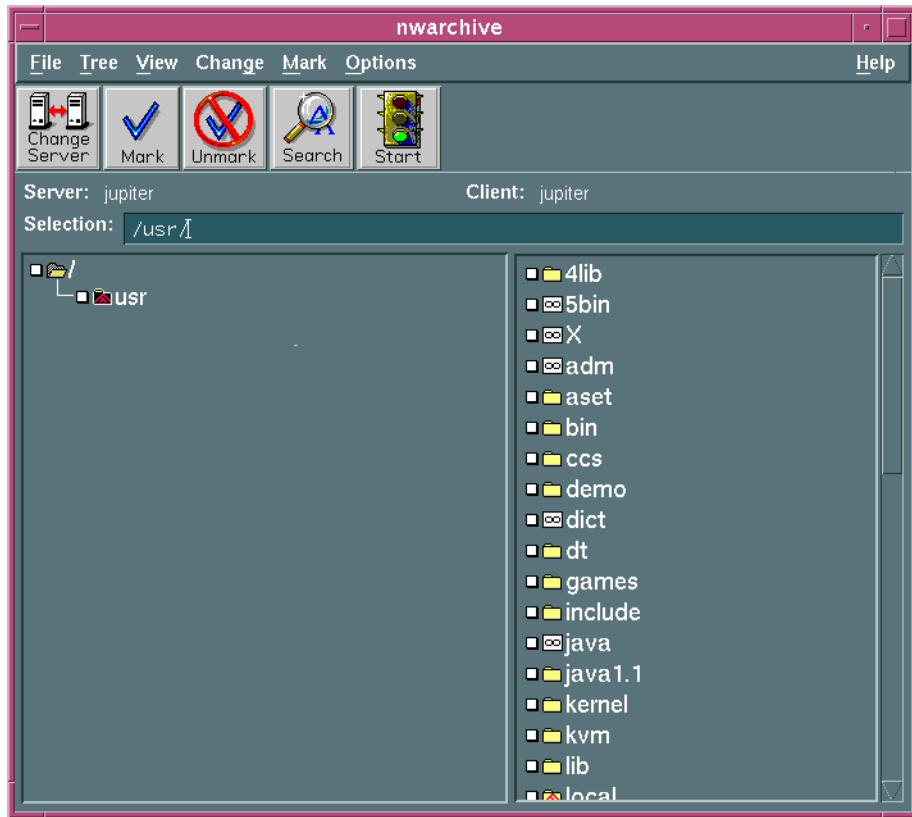 nwarchive
File Tree View Change Mark Options Help
Change Server Mark Unmark Search Start
Server: jupiter Client: jupiter
Selection: /usr/
/
usr
4lib
5bin
X
adm
aset
bin
ccs
demo
dict
dt
games
include
java
java1.1
kernel
kvm
lib
local